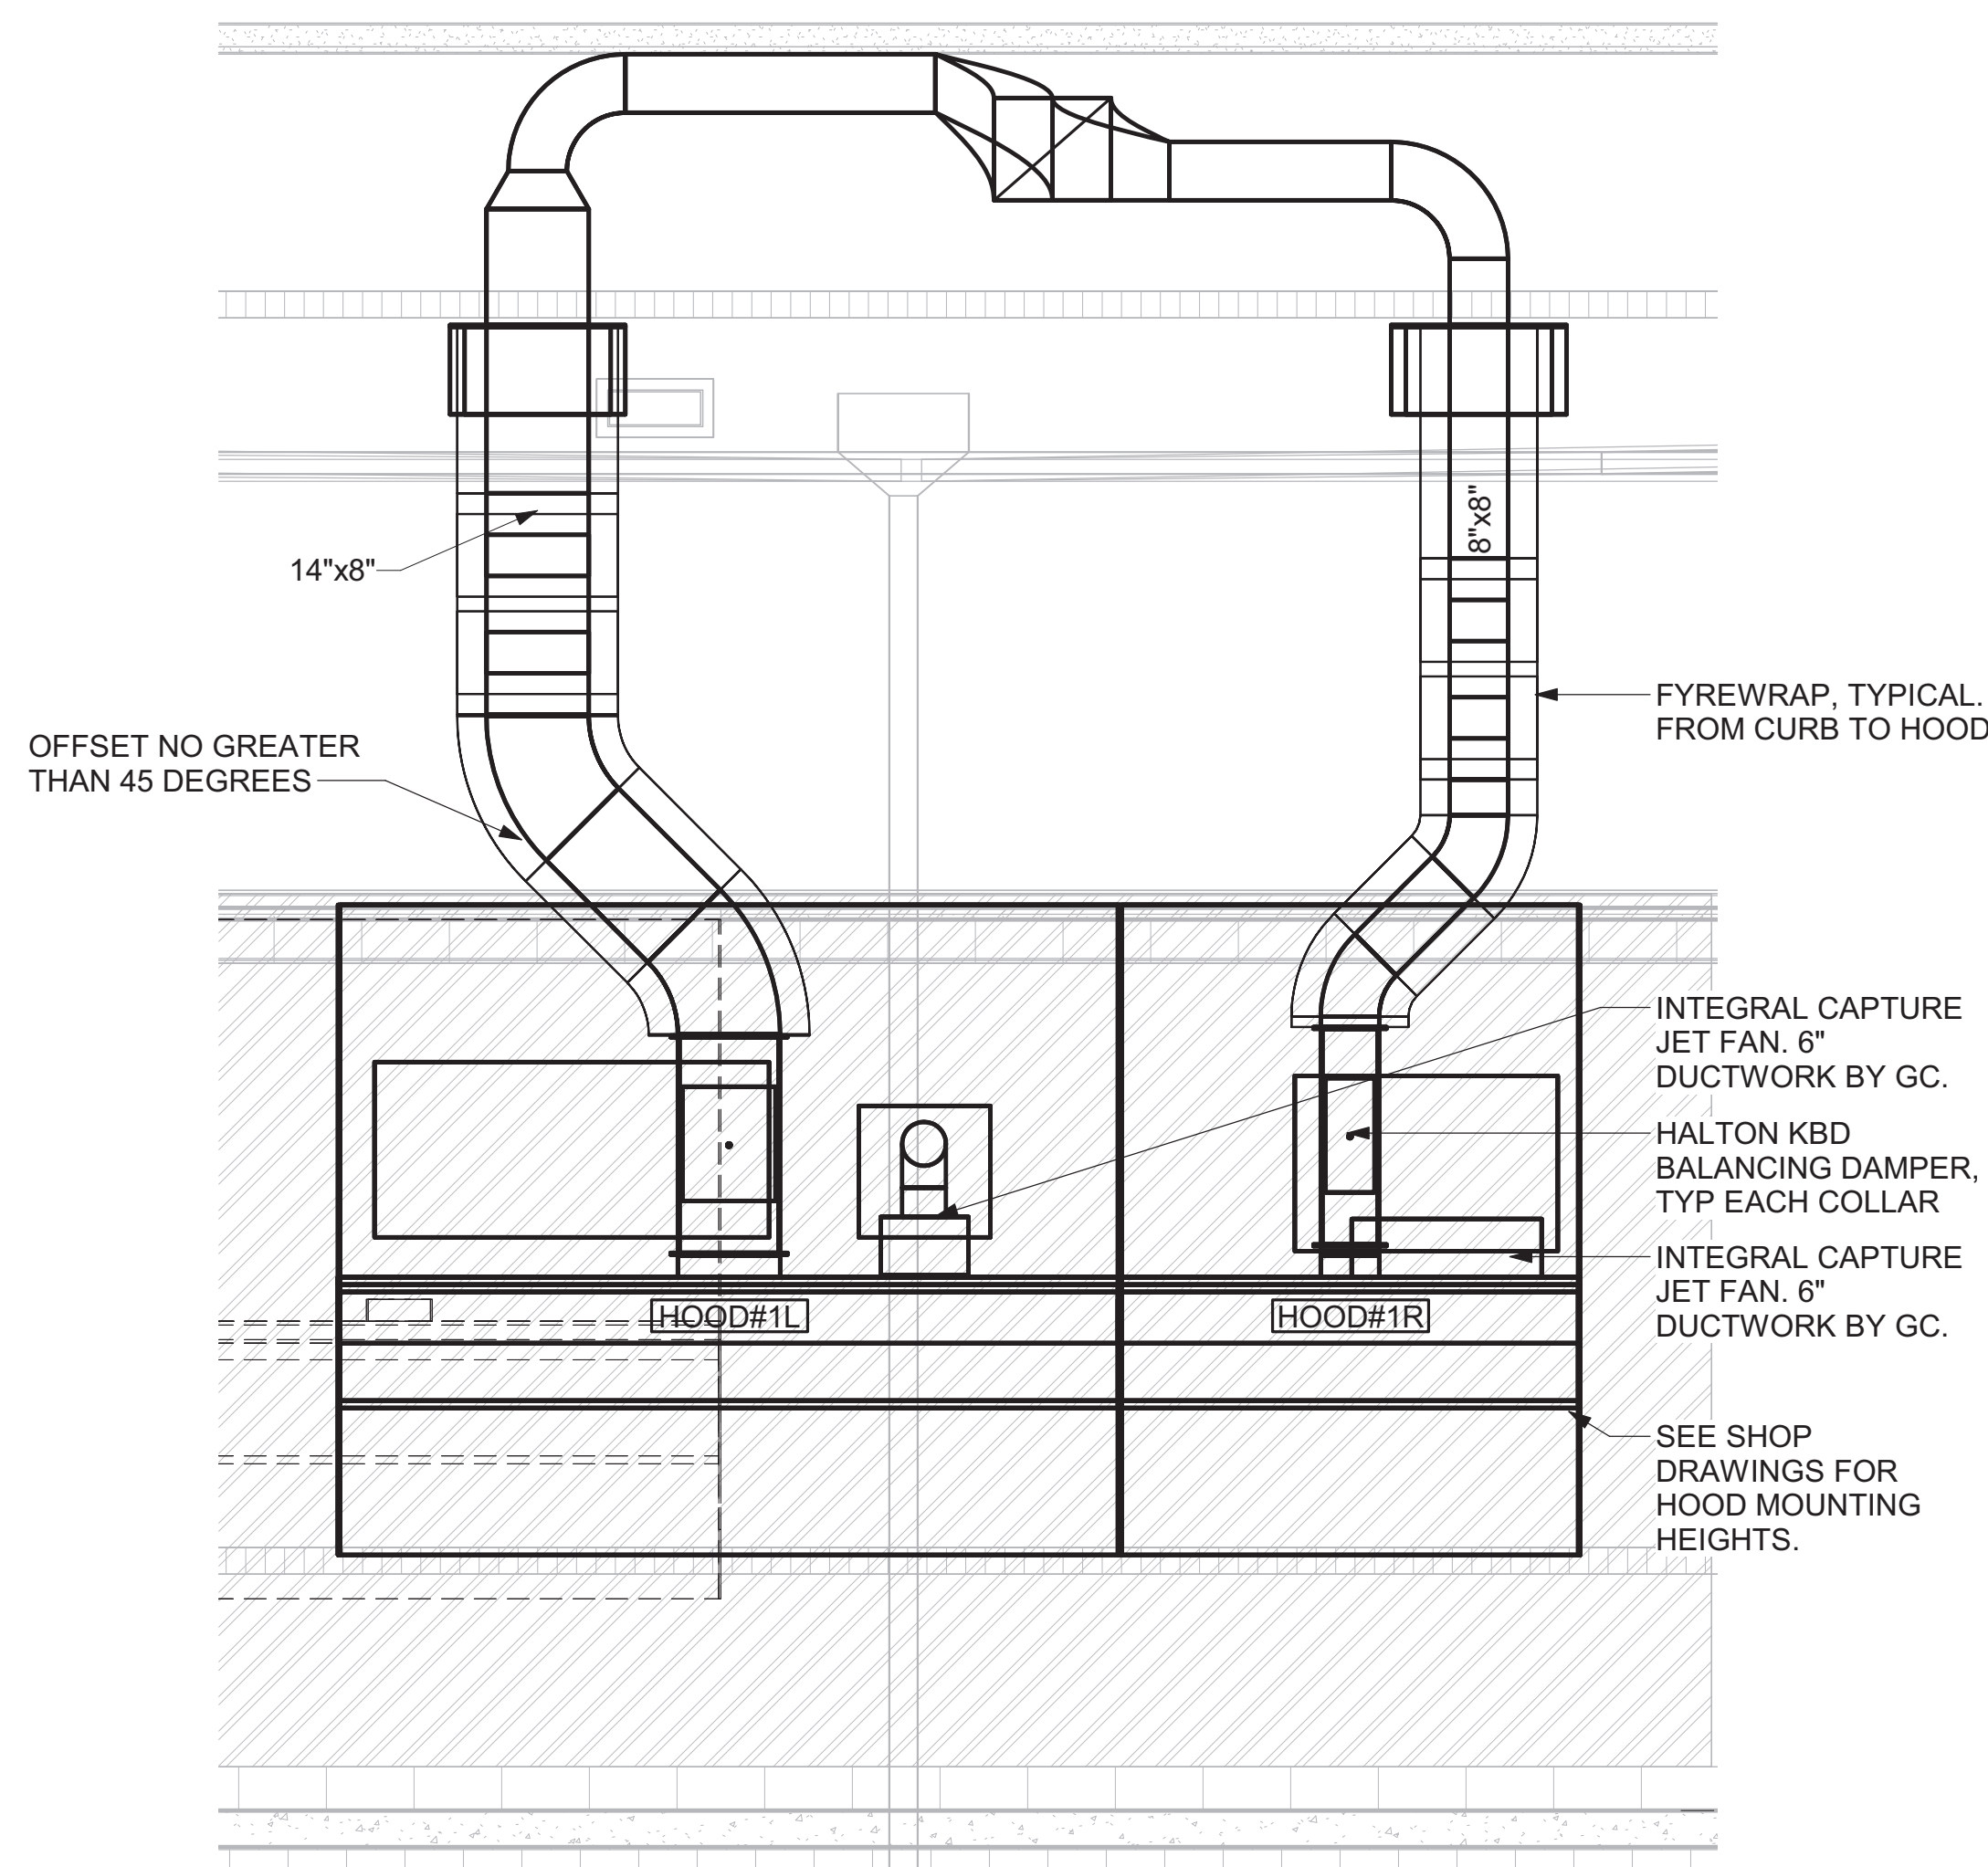 8"x8"
14"x8"
FYREWRAP, TYPICAL.
FROM CURB TO HOOD
OFFSET NO GREATER
THAN 45 DEGREES
INTEGRAL CAPTURE
JET FAN. 6"
DUCTWORK BY GC.
HALTON KBD
BALANCING DAMPER,
TYP EACH COLLAR
INTEGRAL CAPTURE
JET FAN. 6"
DUCTWORK BY GC.
HOOD#1L
HOOD#1R
SEE SHOP
DRAWINGS FOR
HOOD MOUNTING
HEIGHTS.